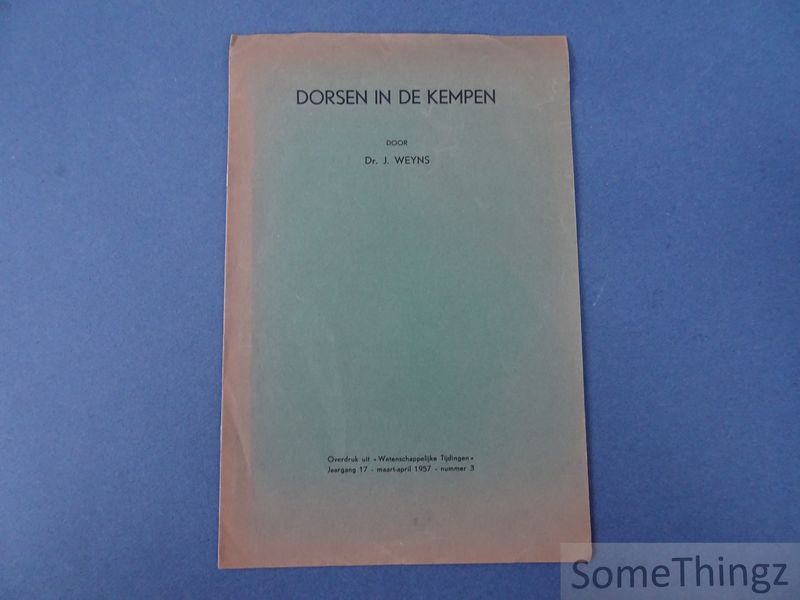 DORSEN IN DE KEMPEN
DOOR
Dr. J. WEYNS
Overdruk uit «Wetenschappelijke Tijdingen»
Jaargang 17 - maart-april 1957 - nummer 3
SomeThingz